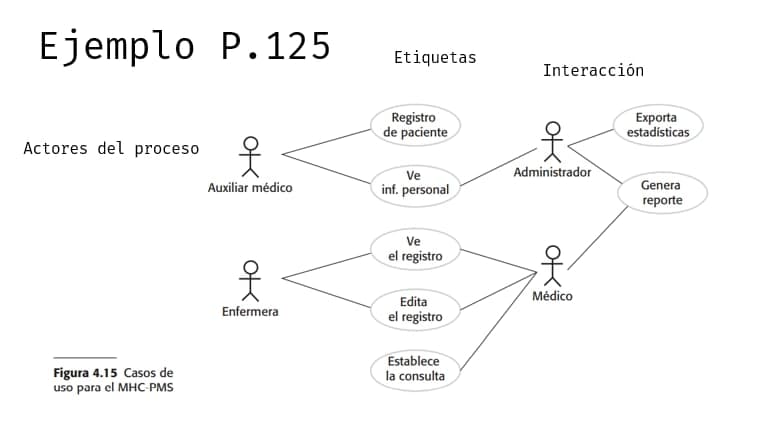 Ejemplo P.125
Etiquetas
Interacción
Actores del proceso
Registro
de paciente
Exporta
estadísticas
Auxiliar médico
Ve
inf. personal
Administrador
Genera
reporte
Ve
el registro
Enfermera
Edita
el registro
Médico
Establece
la consulta
Figura 4.15 Casos de
uso para el MHC-PMS